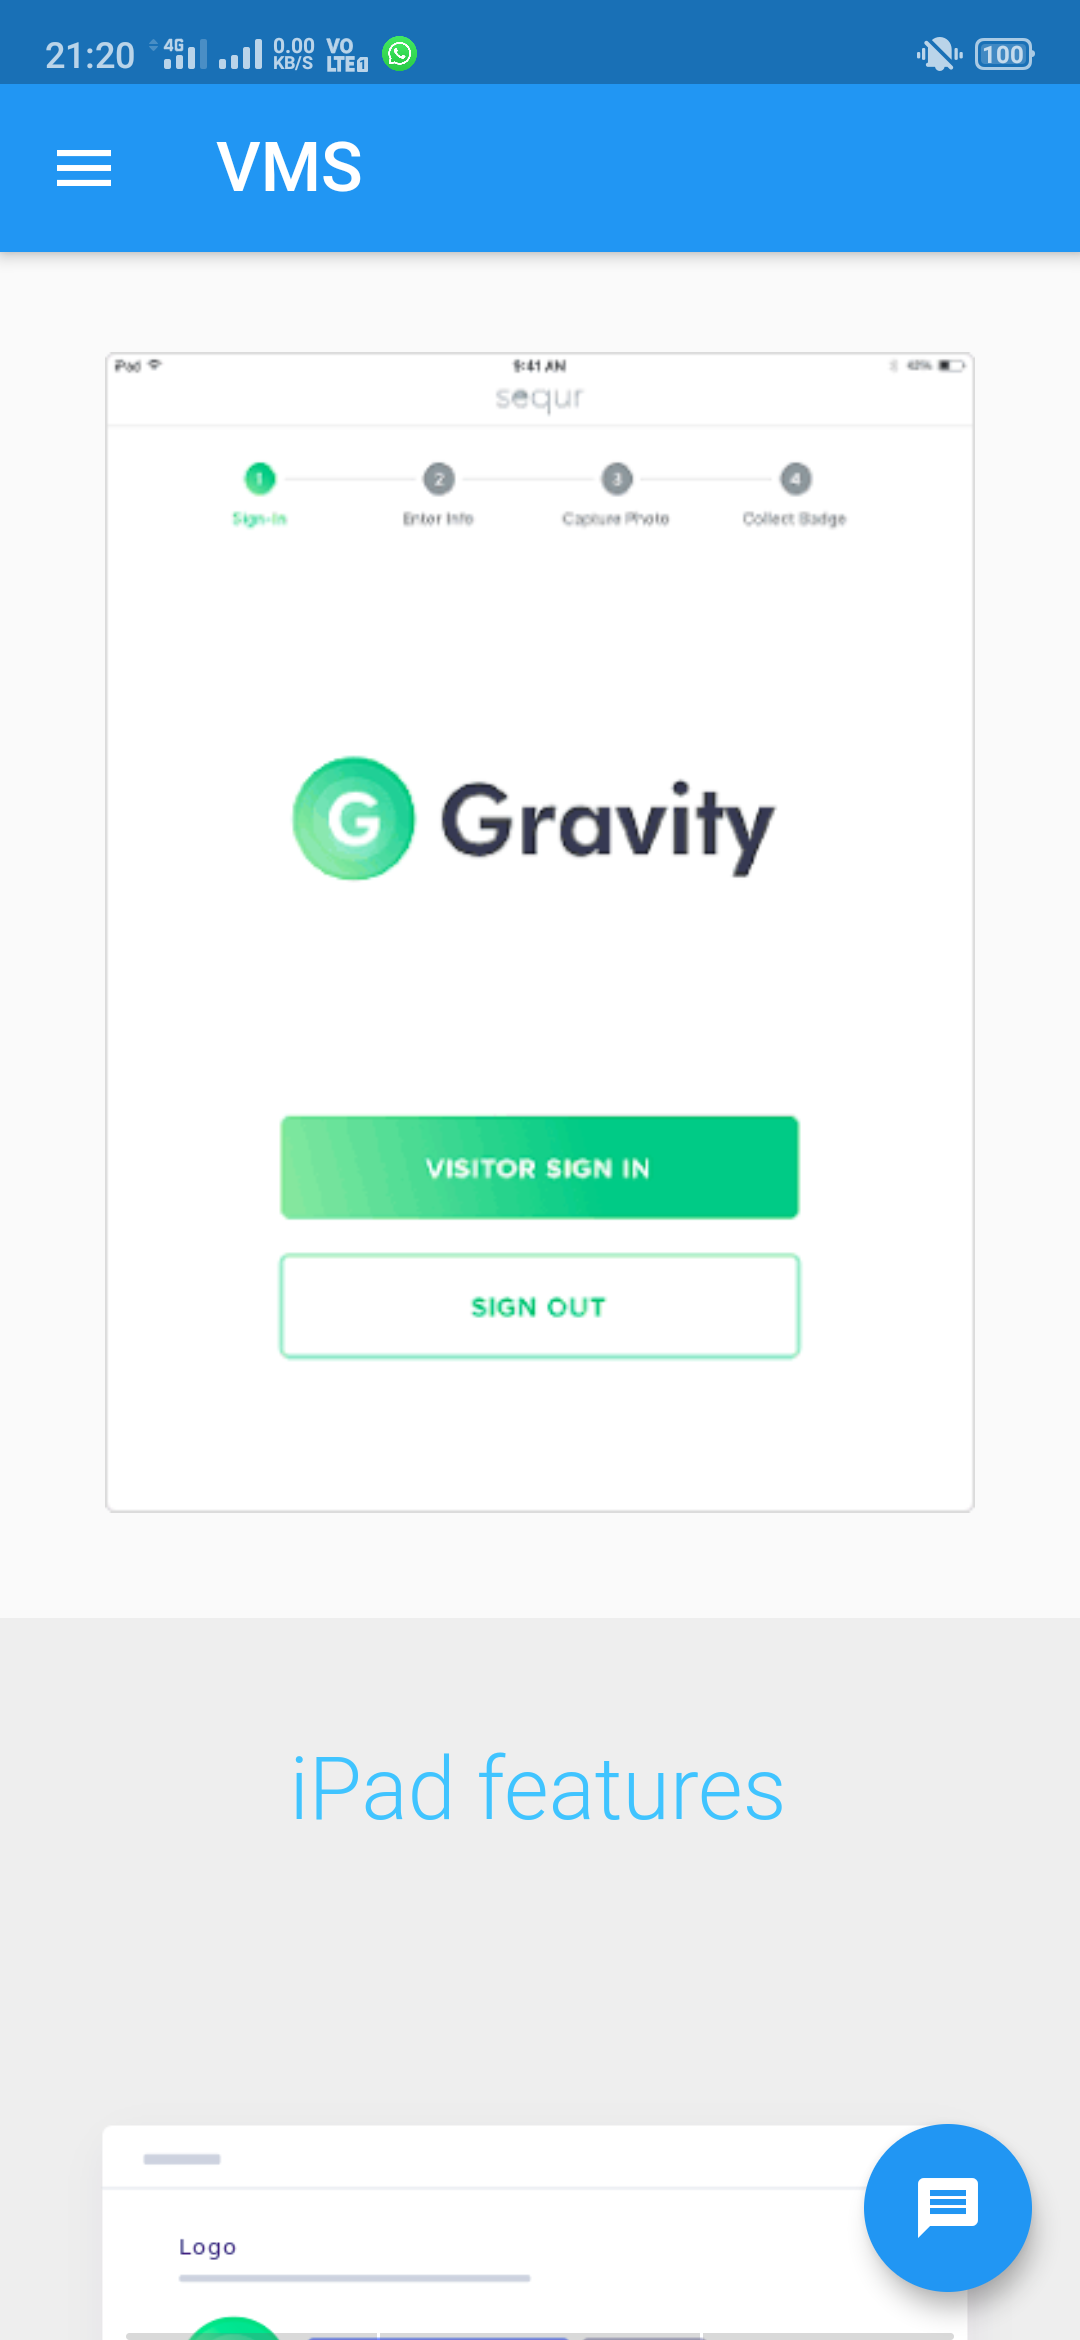 21:20 4G 0.00 KB/S VO LTE1 100
VMS
iPad 9:41 AM 42%
sequr
1 2 3 4
Sign-In Enter Info Capture Photo Collect Badge
G Gravity
VISITOR SIGN IN
SIGN OUT
iPad features
Logo